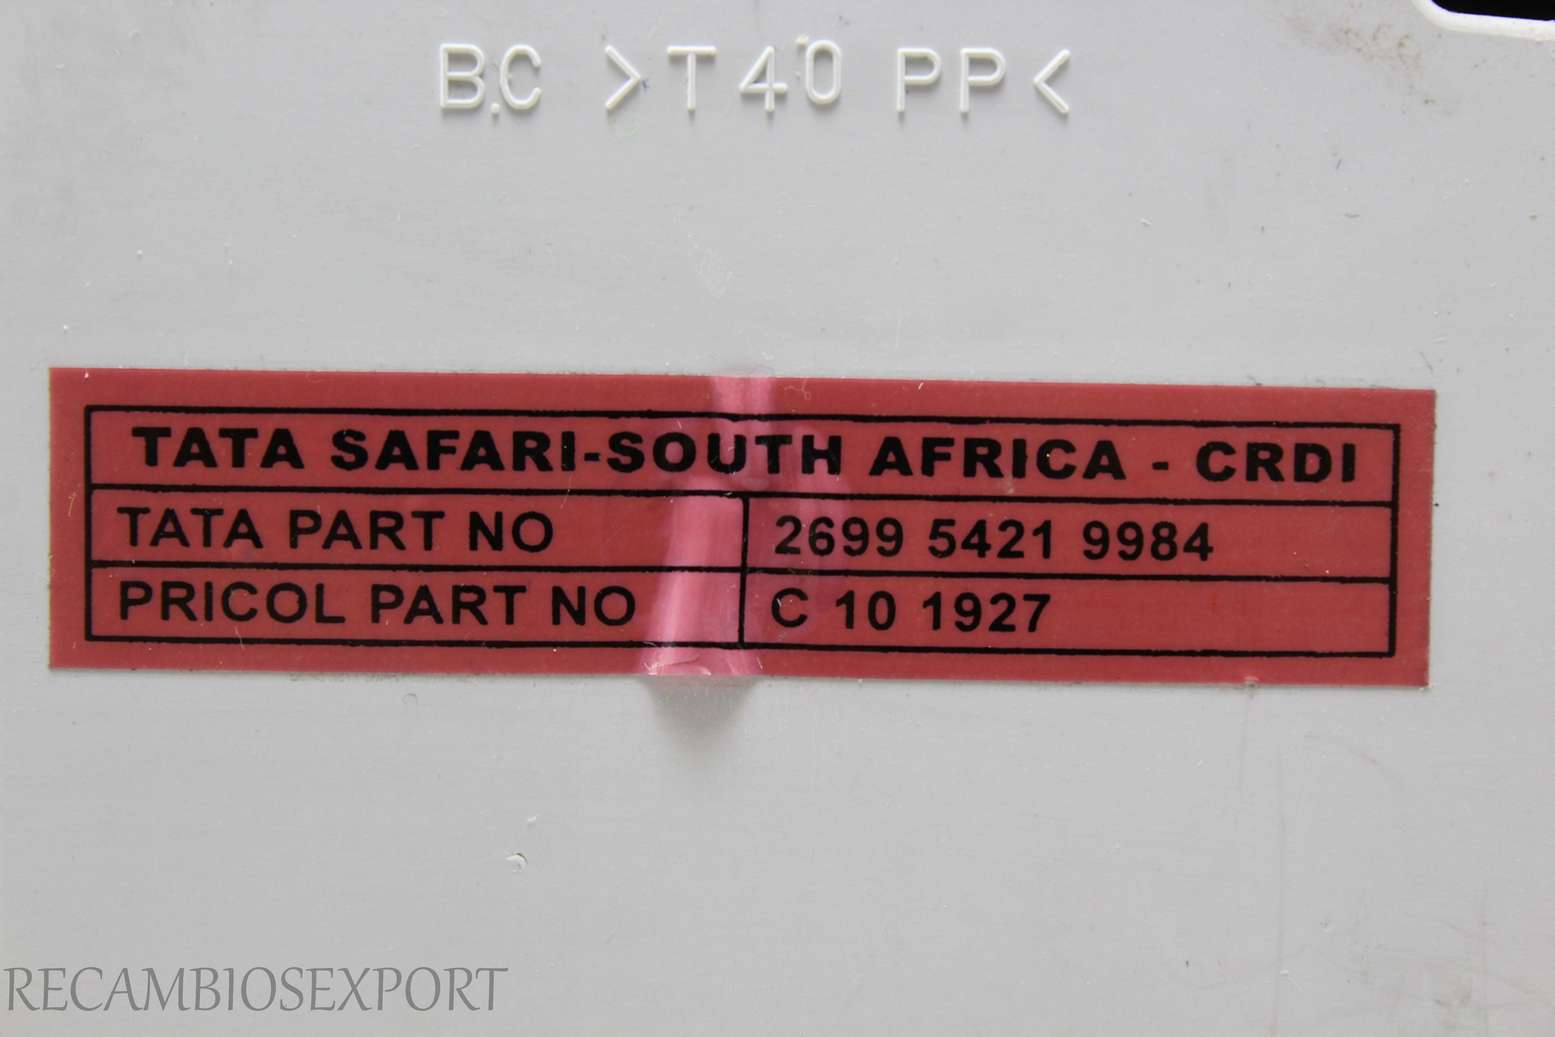 B.C >T40 PP<
TATA SAFARI-SOUTH AFRICA - CRDI
TATA PART NO 2699 5421 9984
PRICOL PART NO C 10 1927
RECAMBIOSEXPORT